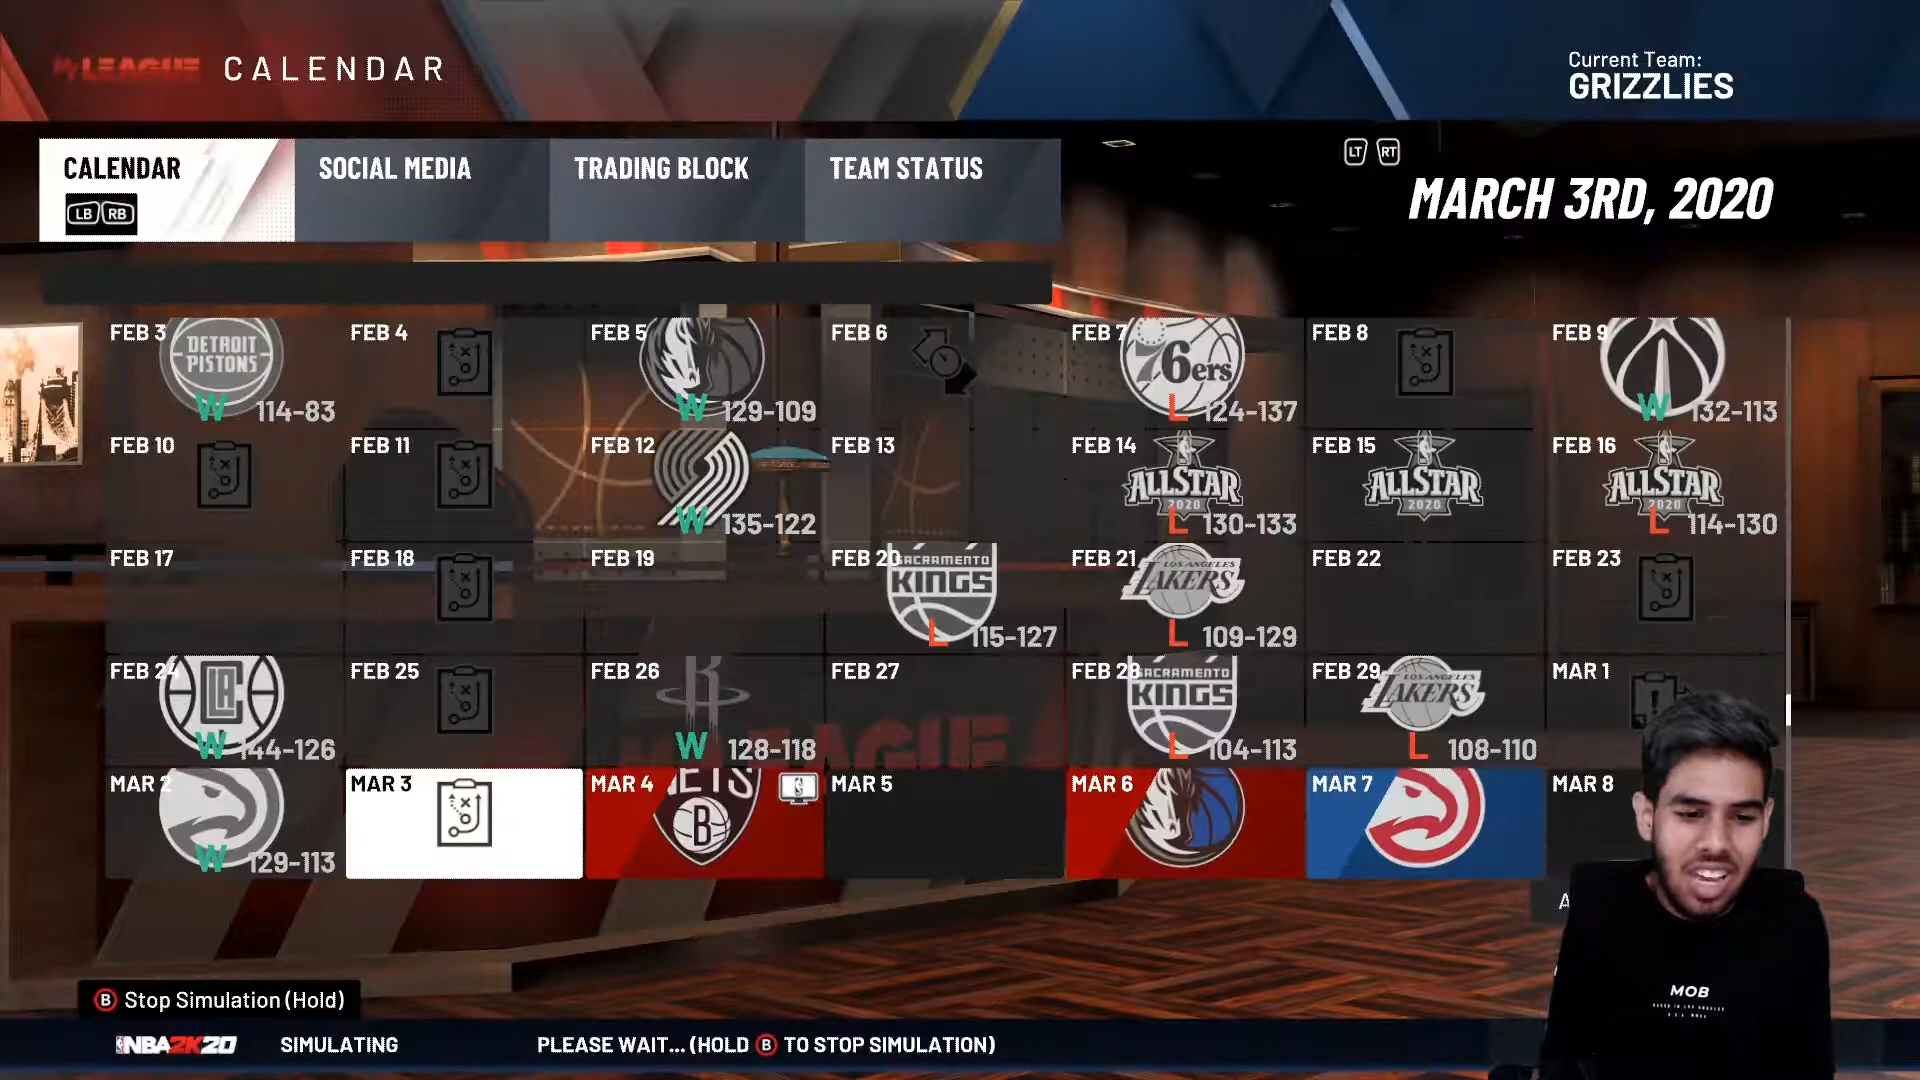 MYLEAGUE CALENDAR
Current Team:
GRIZZLIES
CALENDAR
LB RB
SOCIAL MEDIA
TRADING BLOCK
TEAM STATUS
LT RT
MARCH 3RD, 2020
FEB 3 DETROIT PISTONS W 114-83
FEB 4
FEB 5 W 129-109
FEB 6
FEB 7 76ers L 124-137
FEB 8
FEB 9 W 132-113
FEB 10
FEB 11
FEB 12 W 135-122
FEB 13
FEB 14 ALLSTAR 2020 L 130-133
FEB 15 ALLSTAR 2020
FEB 16 ALLSTAR 2020 L 114-130
FEB 17
FEB 18
FEB 19
FEB 20 SACRAMENTO KINGS L 115-127
FEB 21 LOS ANGELES LAKERS L 109-129
FEB 22
FEB 23
FEB 24 LA W 144-126
FEB 25
FEB 26 R W 128-118
FEB 27
FEB 28 SACRAMENTO KINGS L 104-113
FEB 29 LOS ANGELES LAKERS L 108-110
MAR 1
MAR 2 W 129-113
MAR 3
MAR 4 NETS B
MAR 5
MAR 6
MAR 7
MAR 8
B Stop Simulation (Hold)
NBA2K20 SIMULATING PLEASE WAIT... (HOLD B TO STOP SIMULATION)
MOB